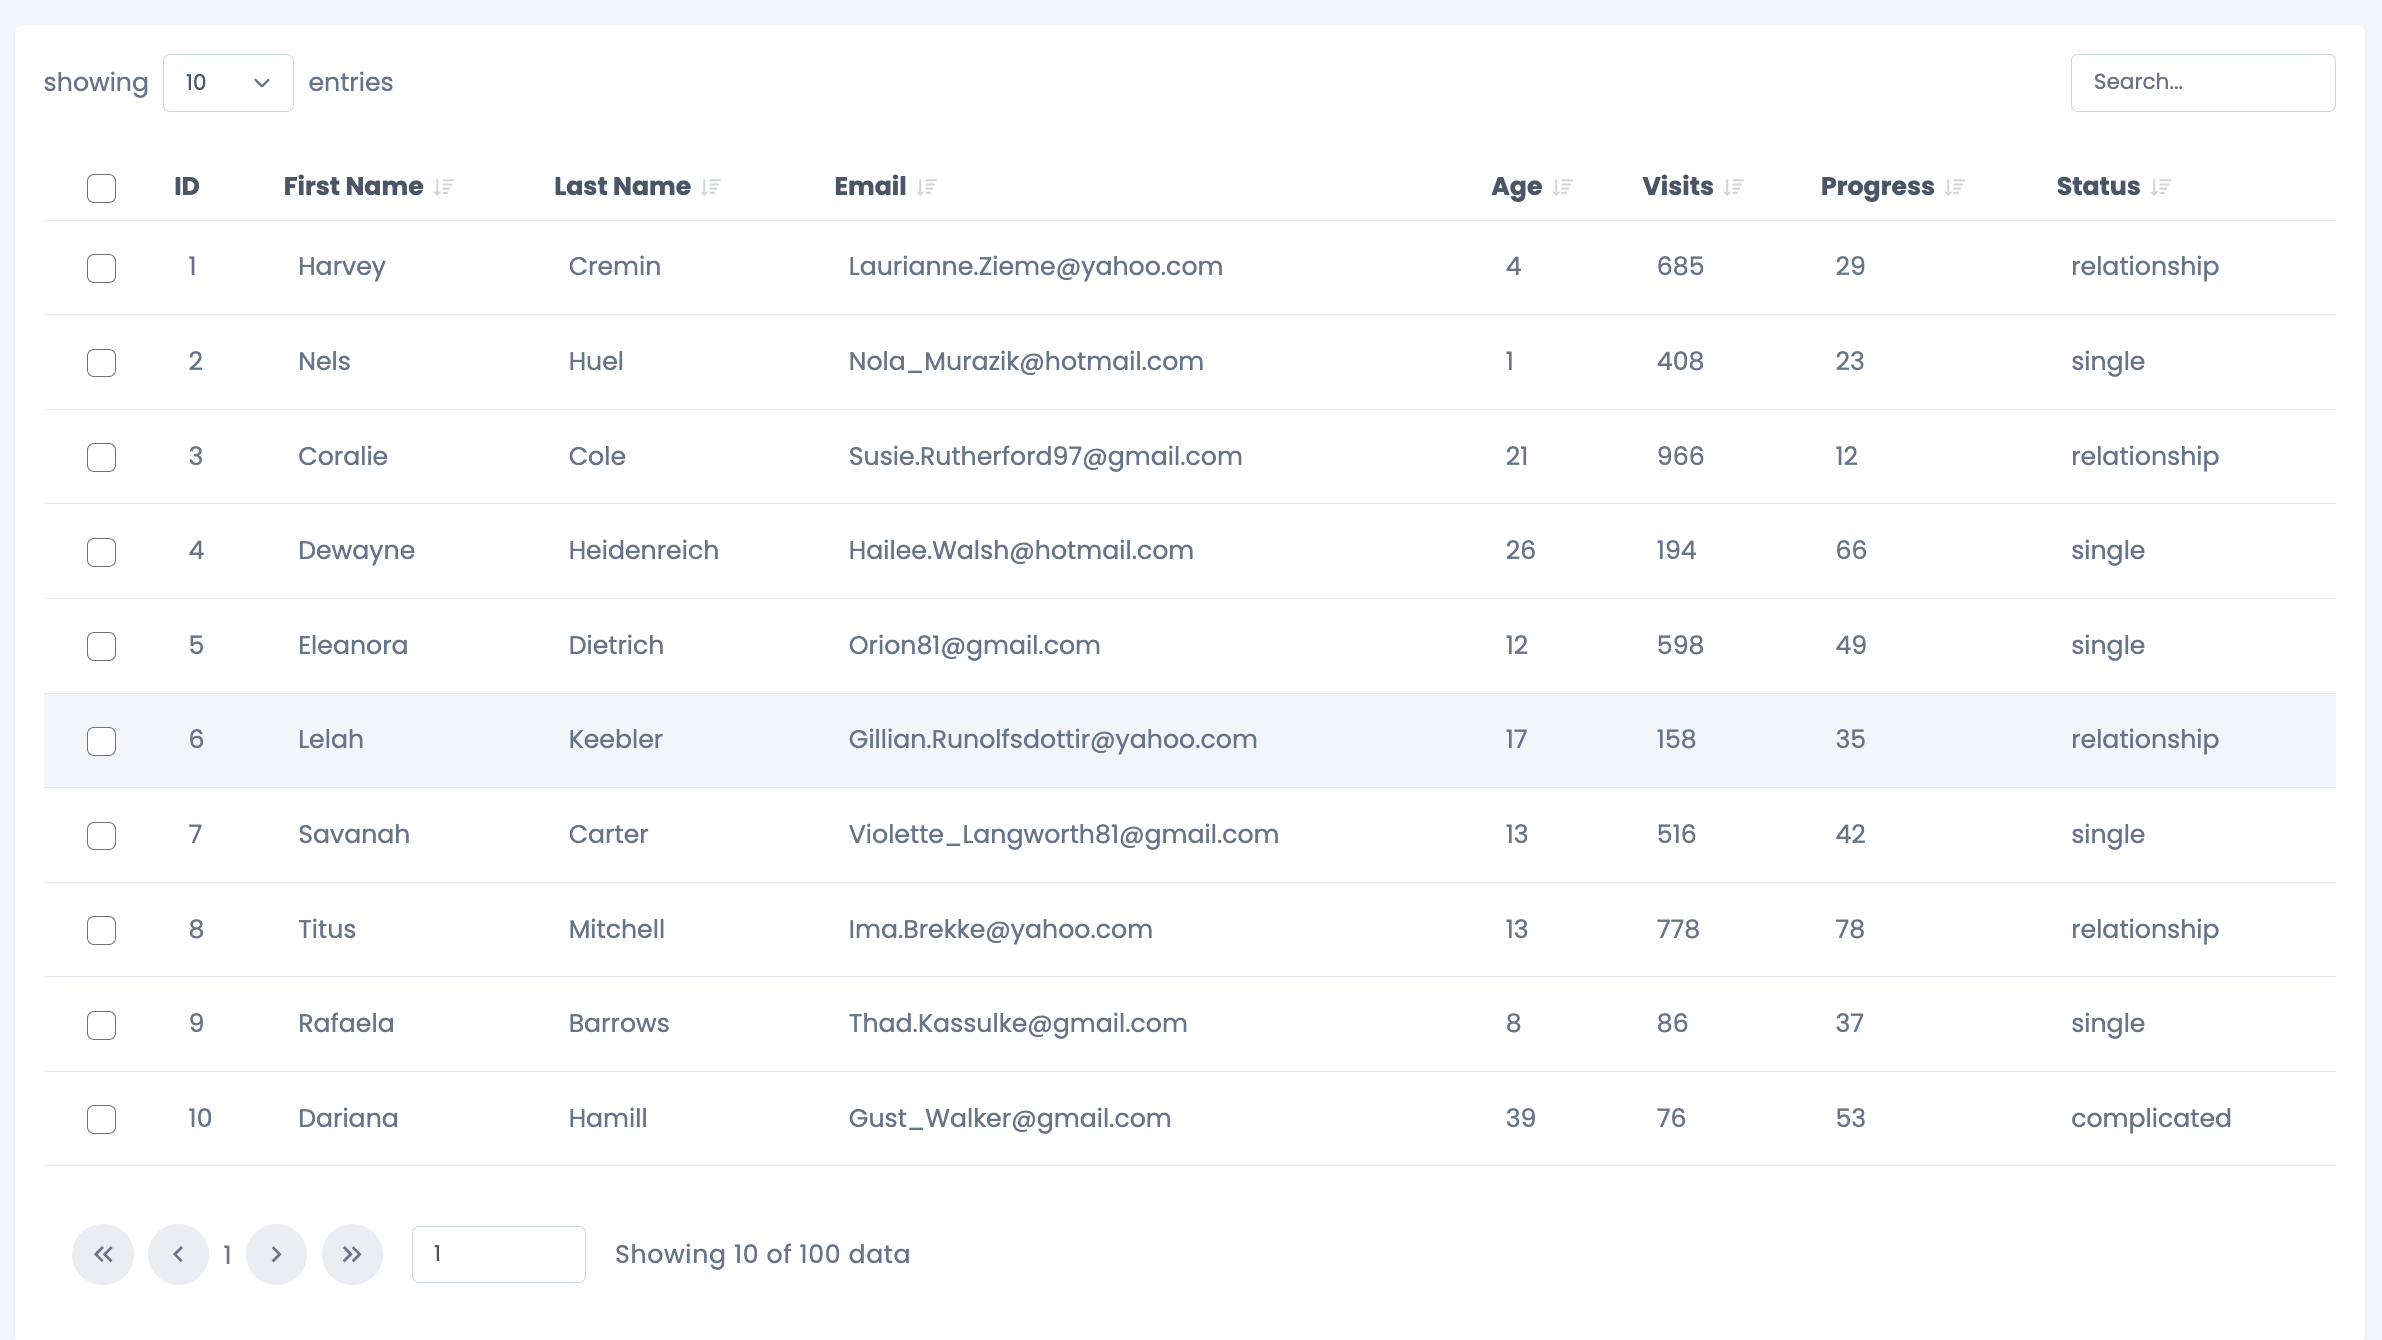 showing 10 entries Search...
ID First Name Last Name Email Age Visits Progress Status
1 Harvey Cremin Laurianne.Zieme@yahoo.com 4 685 29 relationship
2 Nels Huel Nola_Murazik@hotmail.com 1 408 23 single
3 Coralie Cole Susie.Rutherford97@gmail.com 21 966 12 relationship
4 Dewayne Heidenreich Hailee.Walsh@hotmail.com 26 194 66 single
5 Eleanora Dietrich Orion81@gmail.com 12 598 49 single
6 Lelah Keebler Gillian.Runolfsdottir@yahoo.com 17 158 35 relationship
7 Savanah Carter Violette_Langworth81@gmail.com 13 516 42 single
8 Titus Mitchell Ima.Brekke@yahoo.com 13 778 78 relationship
9 Rafaela Barrows Thad.Kassulke@gmail.com 8 86 37 single
10 Dariana Hamill Gust_Walker@gmail.com 39 76 53 complicated
1 1 Showing 10 of 100 data